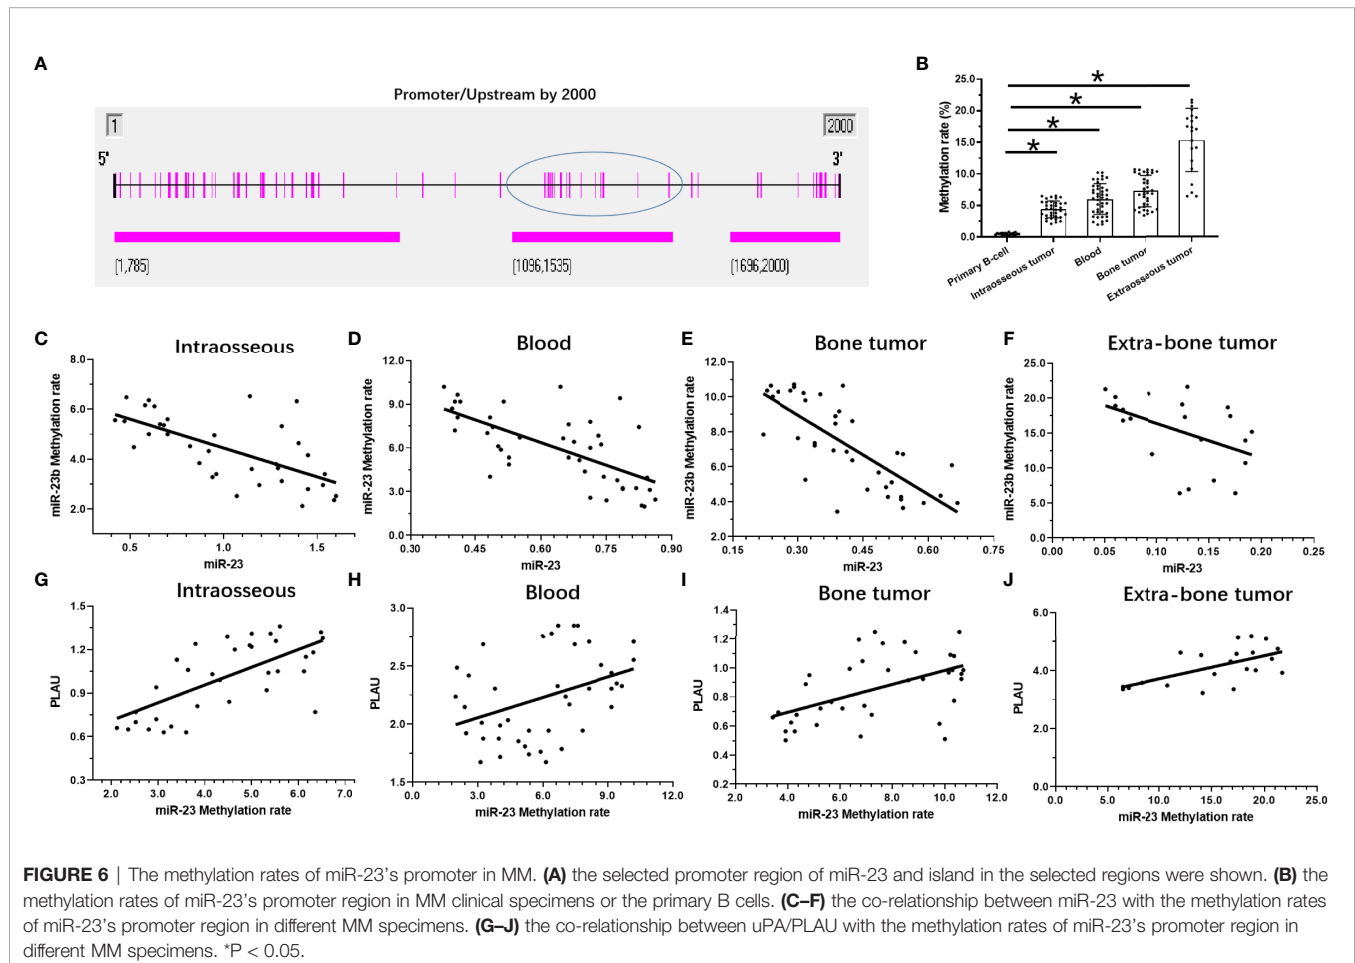 A
Promoter/Upstream by 2000
1
2000
5'
3'
(1,785)
(1096,1535)
(1696,2000)
B
25.0
20.0
15.0
10.0
5.0
0.0
Methylation rate (%)
*
*
*
*
Primary B-cell
Intraosseous tumor
Blood
Bone tumor
Extraosseous tumor
C
Intraosseous
8.0
6.0
4.0
2.0
miR-23b Methylation rate
0.5
1.0
1.5
miR-23
D
Blood
12.0
9.0
6.0
3.0
0.0
miR-23 Methylation rate
0.30
0.45
0.60
0.75
0.90
miR-23
E
Bone tumor
12.0
10.0
8.0
6.0
4.0
2.0
miR-23b Methylation rate
0.15
0.30
0.45
0.60
0.75
miR-23
F
Extra-bone tumor
25.0
20.0
15.0
10.0
5.0
0.0
miR-23b Methylation rate
0.00
0.05
0.10
0.15
0.20
0.25
miR-23
G
Intraosseous
1.5
1.2
0.9
0.6
0.3
PLAU
2.0
3.0
4.0
5.0
6.0
7.0
miR-23 Methylation rate
H
Blood
3.0
2.5
2.0
1.5
PLAU
0.0
3.0
6.0
9.0
12.0
miR-23 Methylation rate
I
Bone tumor
1.4
1.2
1.0
0.8
0.6
0.4
0.2
PLAU
2.0
4.0
6.0
8.0
10.0
12.0
miR-23 Methylation rate
J
Extra-bone tumor
6.0
4.0
2.0
0.0
PLAU
0.0
5.0
10.0
15.0
20.0
25.0
miR-23 Methylation rate
FIGURE 6 | The methylation rates of miR-23's promoter in MM. (A) the selected promoter region of miR-23 and island in the selected regions were shown. (B) the
methylation rates of miR-23's promoter region in MM clinical specimens or the primary B cells. (C–F) the co-relationship between miR-23 with the methylation rates
of miR-23's promoter region in different MM specimens. (G–J) the co-relationship between uPA/PLAU with the methylation rates of miR-23's promoter region in
different MM specimens. *P < 0.05.